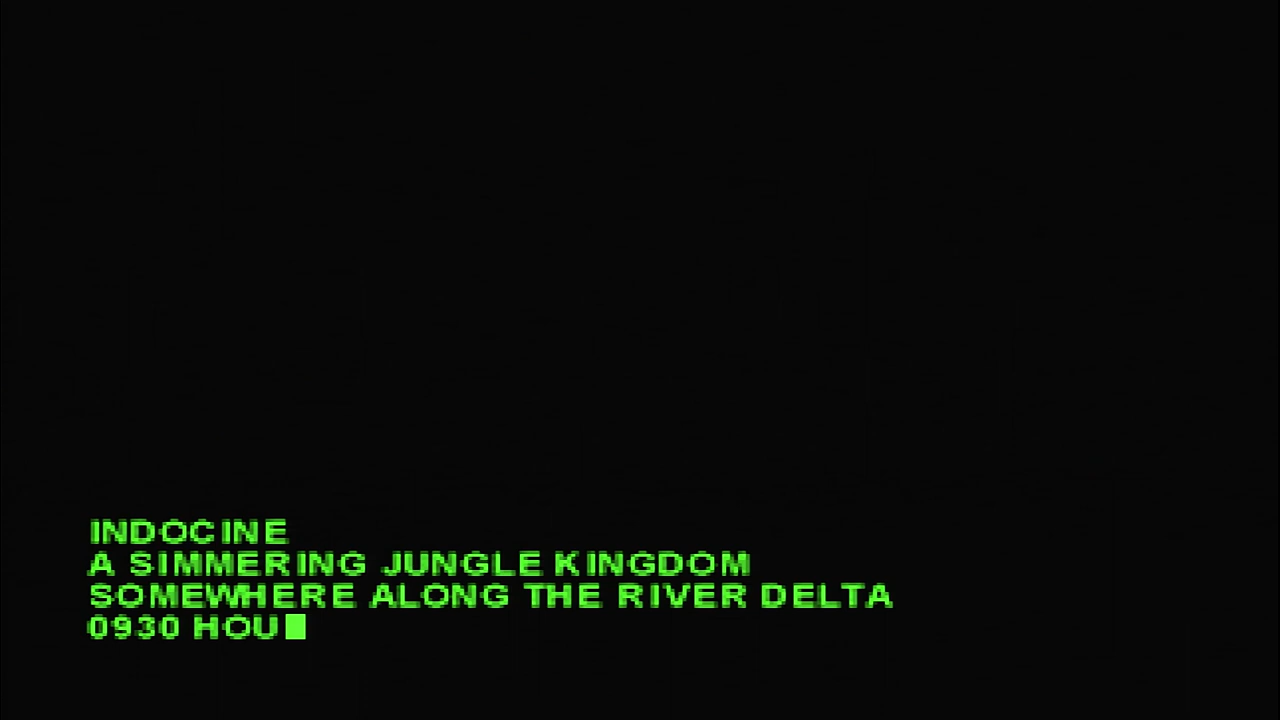 INDOCINE
A SIMMERING JUNGLE KINGDOM
SOMEWHERE ALONG THE RIVER DELTA
0930 HOU